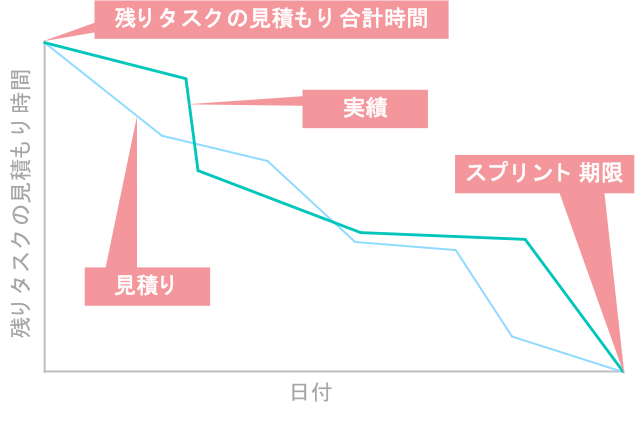 残りタスクの見積もり合計時間
実績
スプリント期限
見積り
残りタスクの見積もり時間
日付